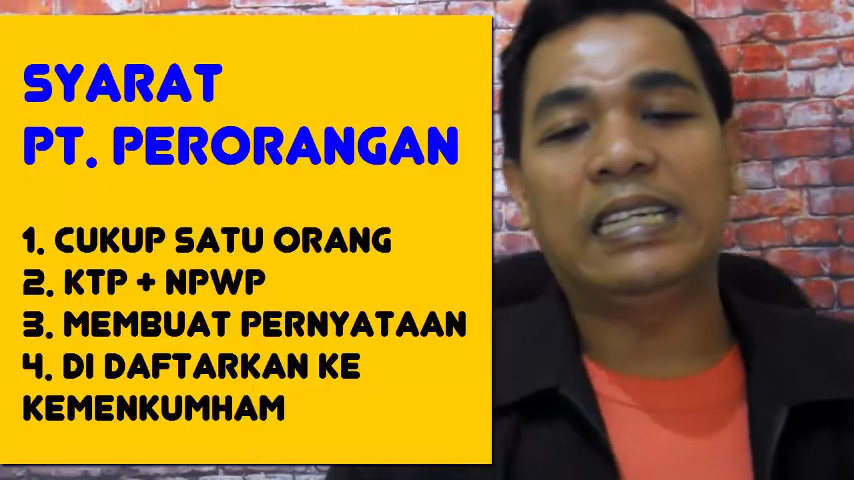 SYARAT
PT. PERORANGAN
1. CUKUP SATU ORANG
2. KTP + NPWP
3. MEMBUAT PERNYATAAN
4. DI DAFTARKAN KE
KEMENKUMHAM